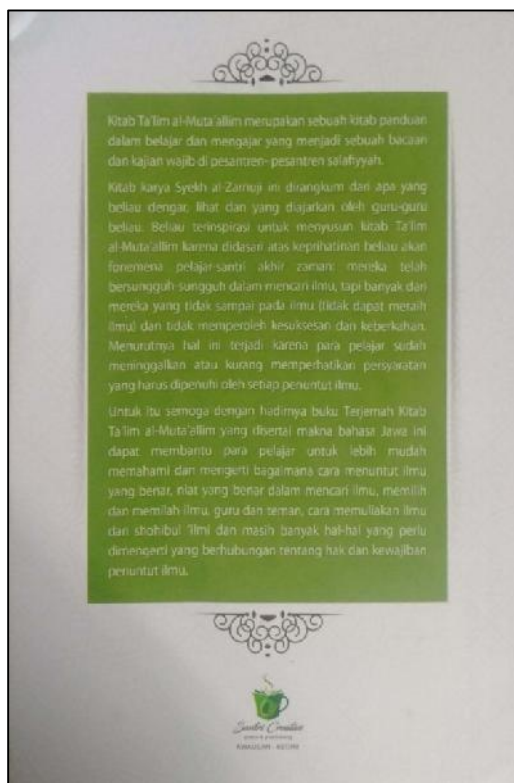 Kitab Ta'lim al-Muta'allim merupakan sebuah kitab panduan
dalam belajar dan mengajar yang menjadi sebuah bacaan
dan kajian wajib di pesantren- pesantren salafiyyah.
Kitab karya Syekh al-Zarnuji ini dirangkum dari apa yang
beliau dengar, lihat dan yang diajarkan oleh guru-guru
beliau. Beliau terinspirasi untuk menyusun kitab Ta'lim
al-Muta'allim karena didasari atas keprihatinan beliau akan
fonemena pelajar-santri akhir zaman: mereka telah
bersungguh-sungguh dalam mencari ilmu, tapi banyak dari
mereka yang tidak sampai pada ilmu (tidak dapat meraih
ilmu) dan tidak memperoleh kesuksesan dan keberkahan.
Menurutnya hal ini terjadi karena para pelajar sudah
meninggalkan atau kurang memperhatikan persyaratan
yang harus dipenuhi oleh setiap penuntut ilmu.
Untuk itu semoga dengan hadirnya buku Terjemah Kitab
Ta'lim al-Muta'allim yang disertai makna bahasa Jawa ini
dapat membantu para pelajar untuk lebih mudah
memahami dan mengerti bagaimana cara menuntut ilmu
yang benar, niat yang benar dalam mencari ilmu, memilih
dan memilah ilmu, guru dan teman, cara memuliakan ilmu
dan shohibul 'ilmi dan masih banyak hal-hal yang perlu
dimengerti yang berhubungan tentang hak dan kewajiban
penuntut ilmu.
Santri Creative
KWAGEAN - KEDIRI